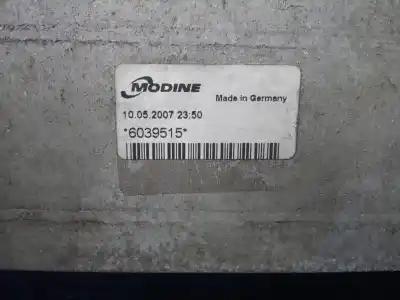 MODINE
Made in Germany
10.05.2007 23:50
*6039515*